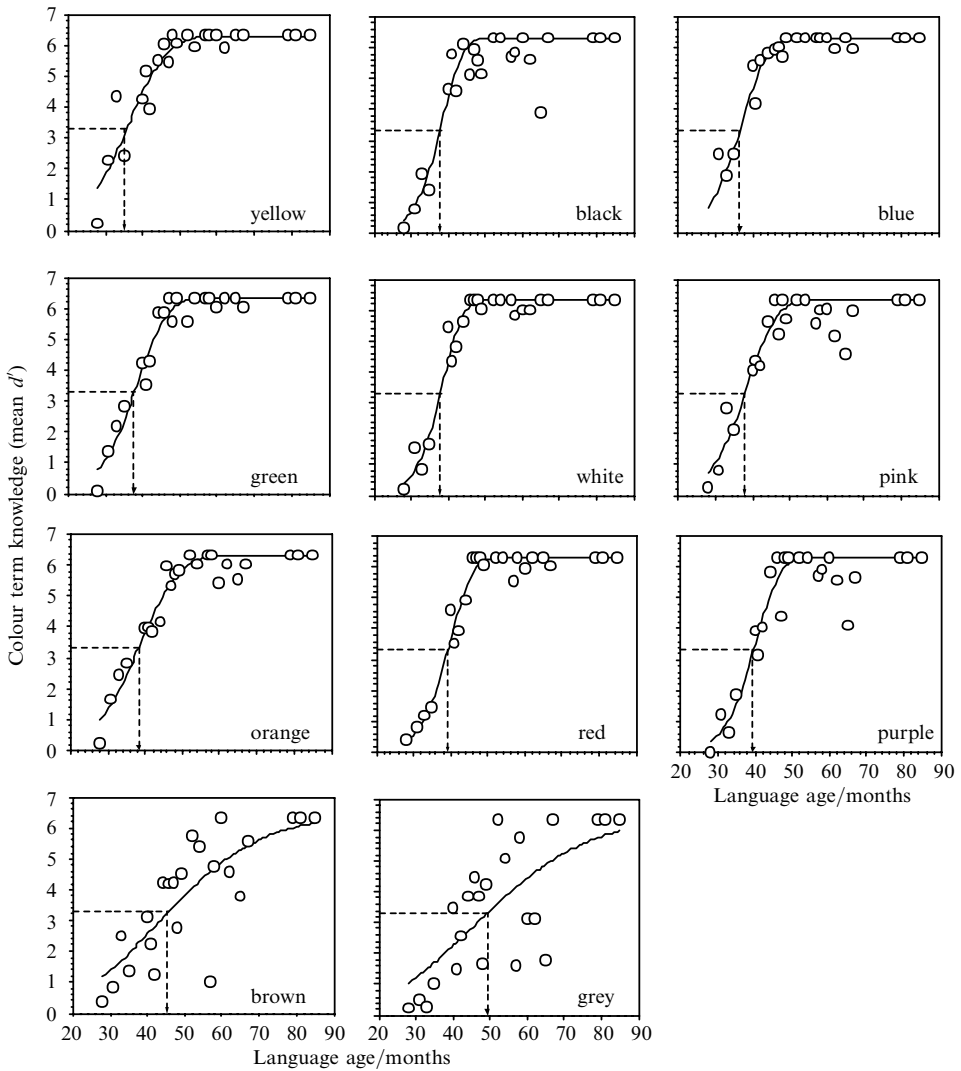 7
6
5
4
3
2
1
0
yellow
black
blue
7
6
5
4
3
2
1
0
green
white
pink
Colour term knowledge (mean d′)
7
6
5
4
3
2
1
0
orange
red
purple
20 30 40 50 60 70 80 90
Language age/months
7
6
5
4
3
2
1
0
brown
grey
20 30 40 50 60 70 80 90 20 30 40 50 60 70 80 90
Language age/months